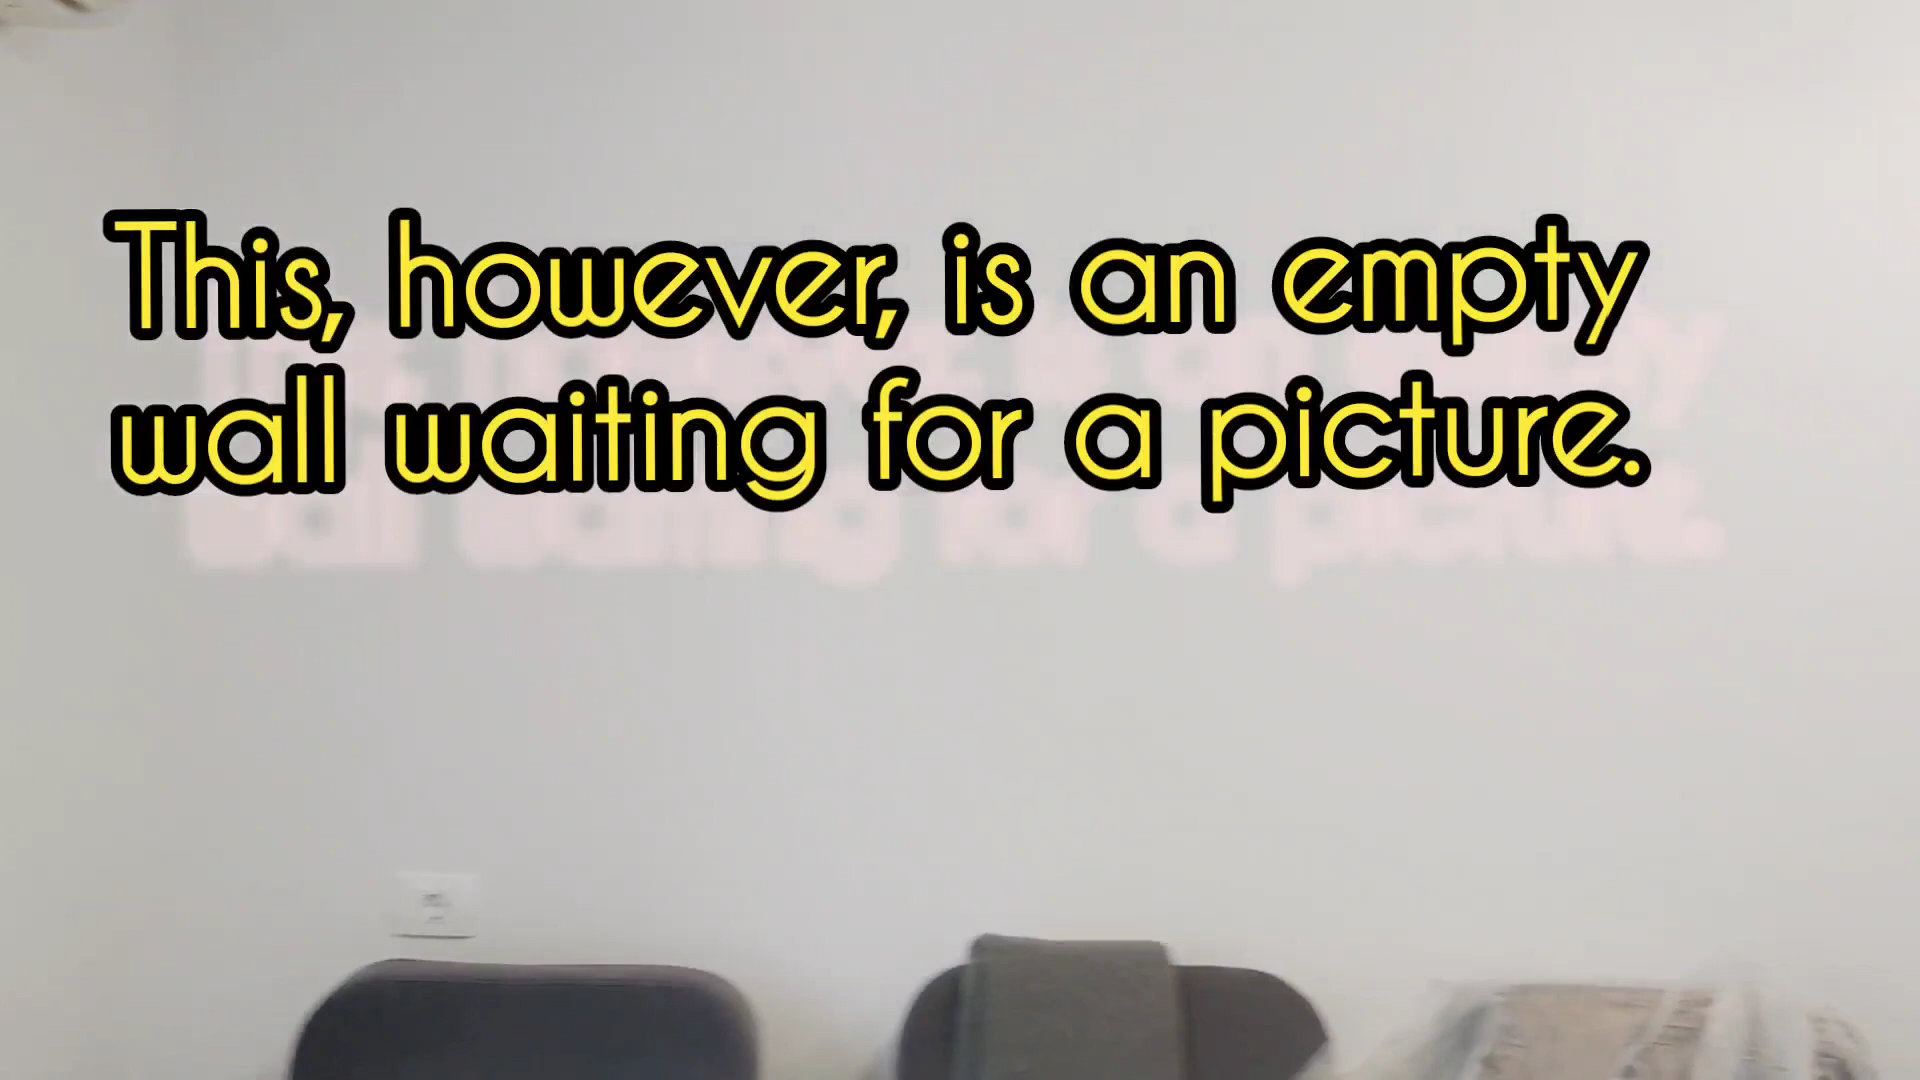 This, however, is an empty
wall waiting for a picture.